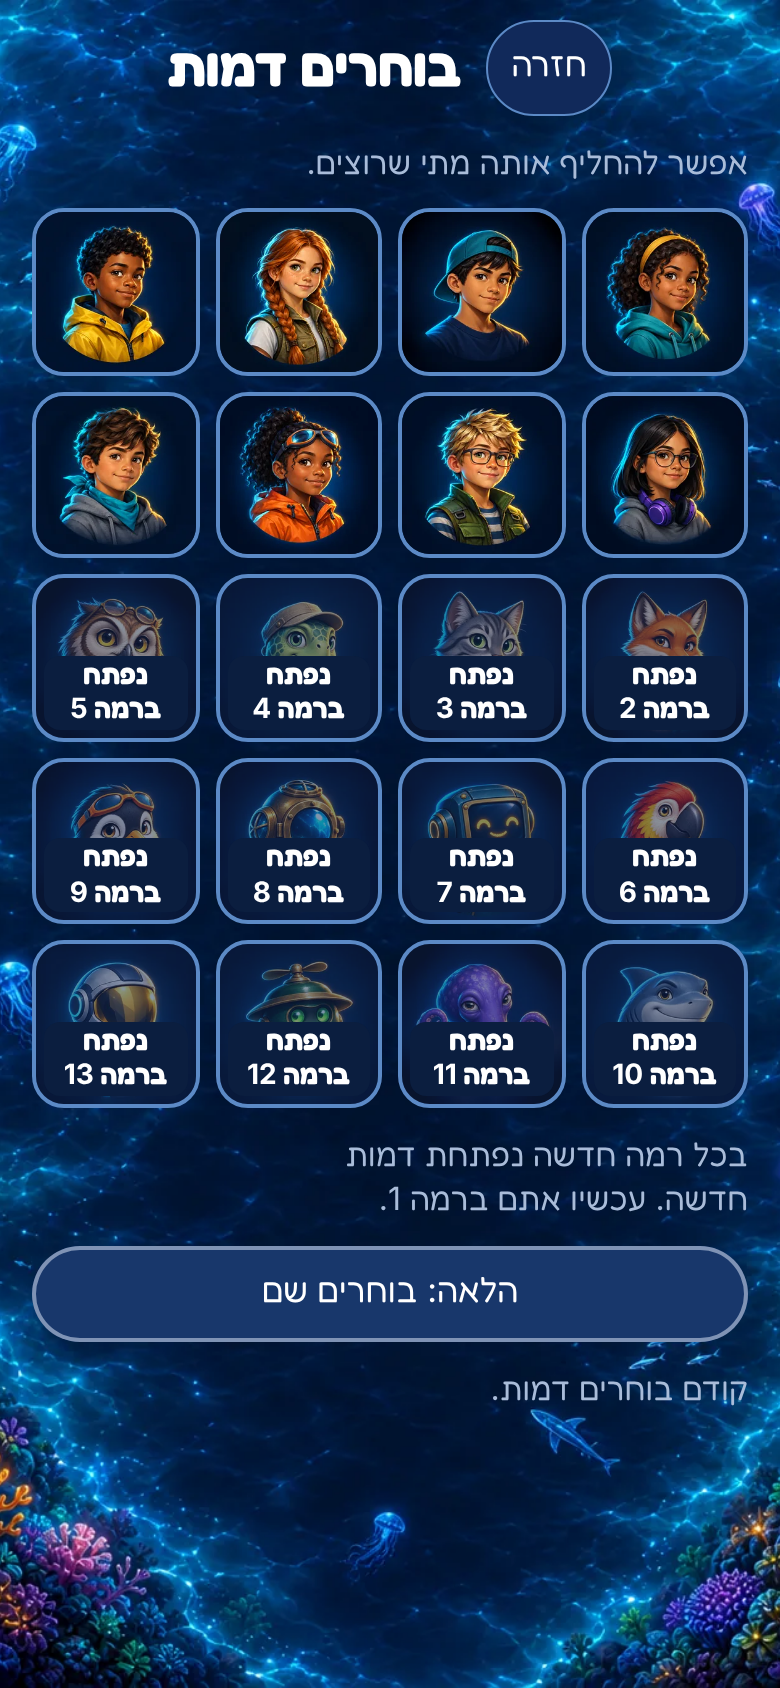 חזרה
בוחרים דמות
אפשר להחליף אותה מתי שרוצים.
נפתח
ברמה 2
נפתח
ברמה 3
נפתח
ברמה 4
נפתח
ברמה 5
נפתח
ברמה 6
נפתח
ברמה 7
נפתח
ברמה 8
נפתח
ברמה 9
נפתח
ברמה 10
נפתח
ברמה 11
נפתח
ברמה 12
נפתח
ברמה 13
בכל רמה חדשה נפתחת דמות
חדשה. עכשיו אתם ברמה 1.
הלאה: בוחרים שם
קודם בוחרים דמות.